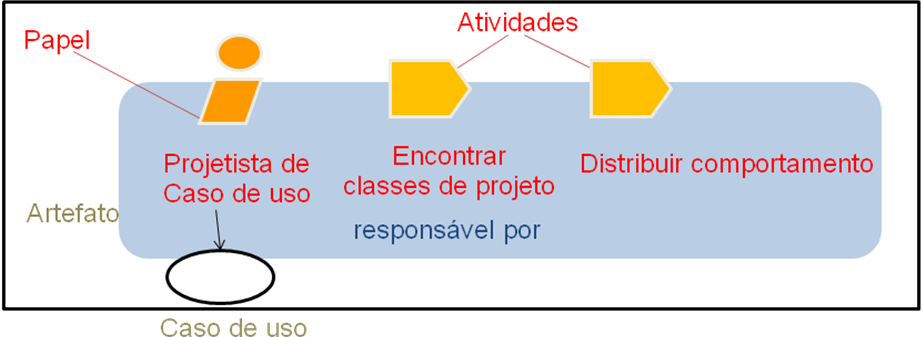 Papel
Atividades
Projetista de
Caso de uso
Encontrar
classes de projeto
Distribuir comportamento
Artefato
responsável por
Caso de uso